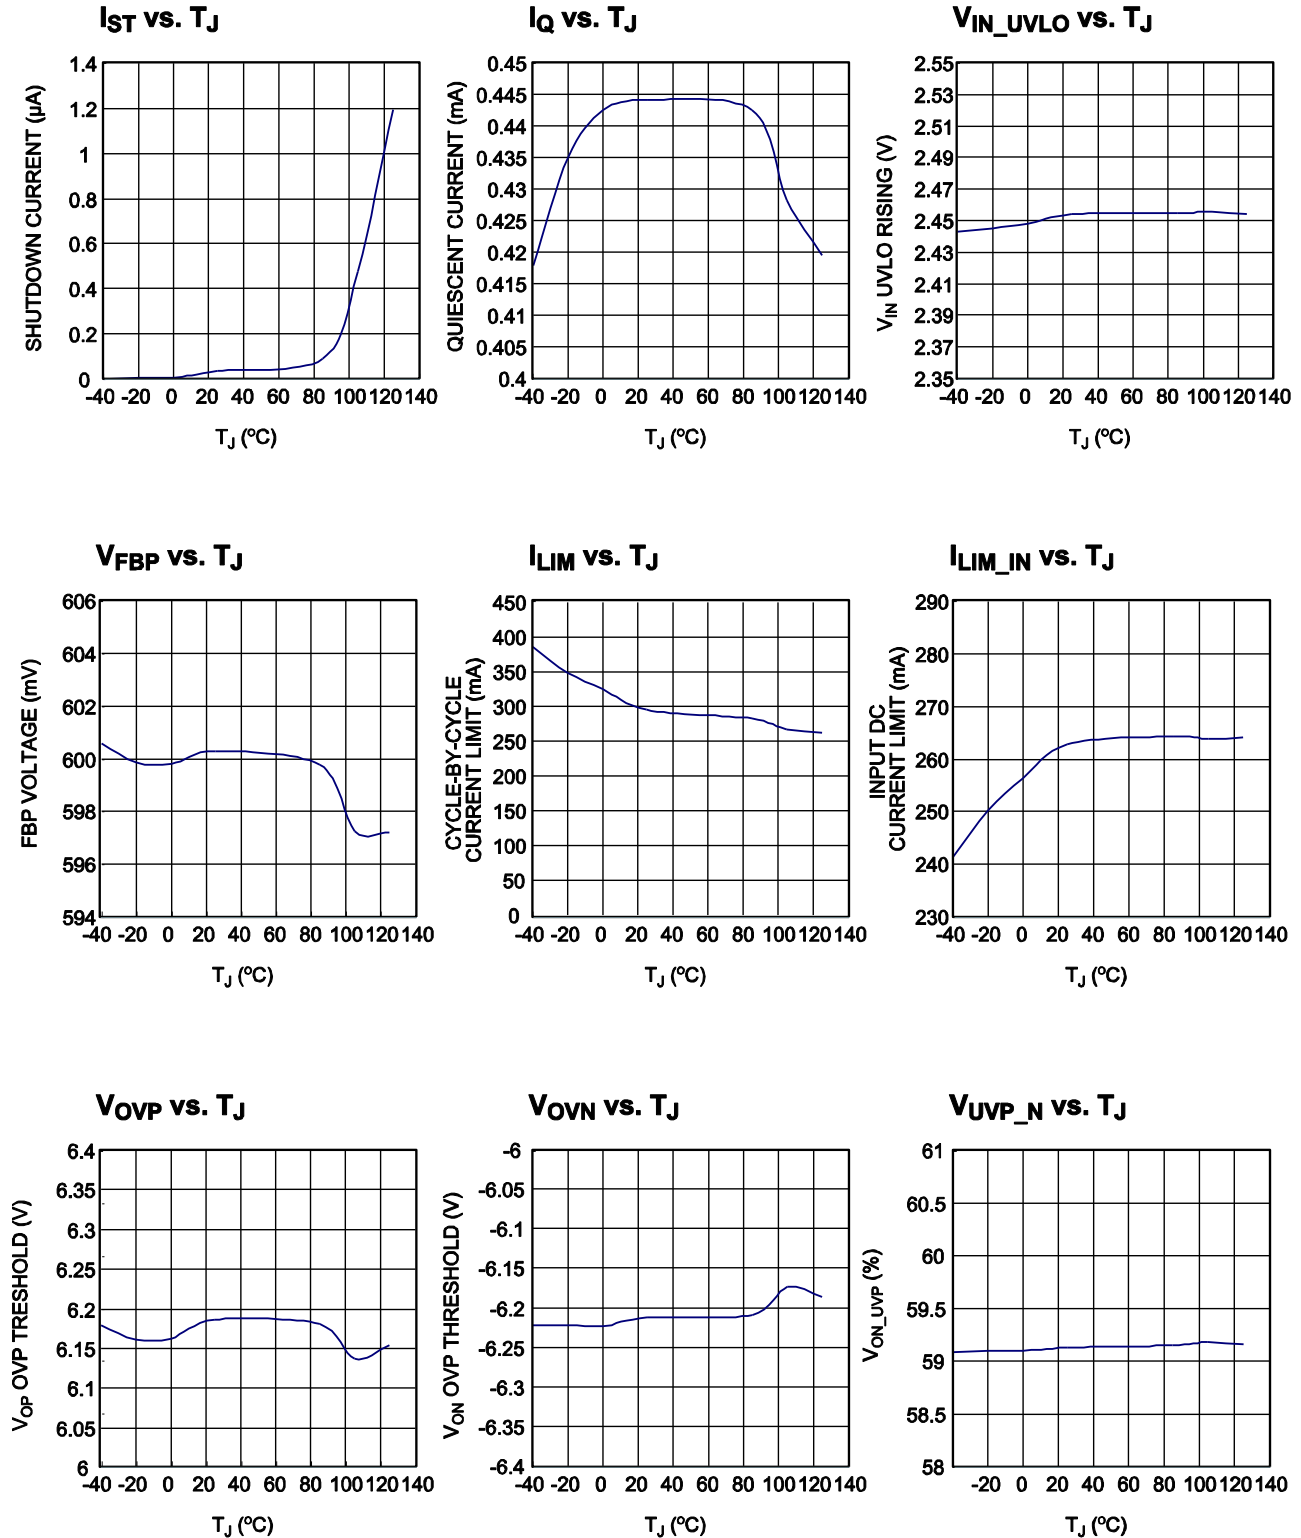 IST vs. TJ
SHUTDOWN CURRENT (µA)
1.4
1.2
1
0.8
0.6
0.4
0.2
0
-40 -20 0 20 40 60 80 100 120 140
TJ (ºC)
IQ vs. TJ
QUIESCENT CURRENT (mA)
0.45
0.445
0.44
0.435
0.43
0.425
0.42
0.415
0.41
0.405
0.4
-40 -20 0 20 40 60 80 100 120 140
TJ (ºC)
VIN_UVLO vs. TJ
VIN UVLO RISING (V)
2.55
2.53
2.51
2.49
2.47
2.45
2.43
2.41
2.39
2.37
2.35
-40 -20 0 20 40 60 80 100 120 140
TJ (ºC)
VFBP vs. TJ
FBP VOLTAGE (mV)
606
604
602
600
598
596
594
-40 -20 0 20 40 60 80 100 120 140
TJ (ºC)
ILIM vs. TJ
CYCLE-BY-CYCLE
CURRENT LIMIT (mA)
450
400
350
300
250
200
150
100
50
0
-40 -20 0 20 40 60 80 100 120 140
TJ (ºC)
ILIM_IN vs. TJ
INPUT DC
CURRENT LIMIT (mA)
290
280
270
260
250
240
230
-40 -20 0 20 40 60 80 100 120 140
TJ (ºC)
VOVP vs. TJ
VOP OVP TRESHOLD (V)
6.4
6.35
6.3
6.25
6.2
6.15
6.1
6.05
6
-40 -20 0 20 40 60 80 100 120 140
TJ (ºC)
VOVN vs. TJ
VON OVP THRESHOLD (V)
-6
-6.05
-6.1
-6.15
-6.2
-6.25
-6.3
-6.35
-6.4
-40 -20 0 20 40 60 80 100 120 140
TJ (ºC)
VUVP_N vs. TJ
VON_UVP (%)
61
60.5
60
59.5
59
58.5
58
-40 -20 0 20 40 60 80 100 120 140
TJ (ºC)